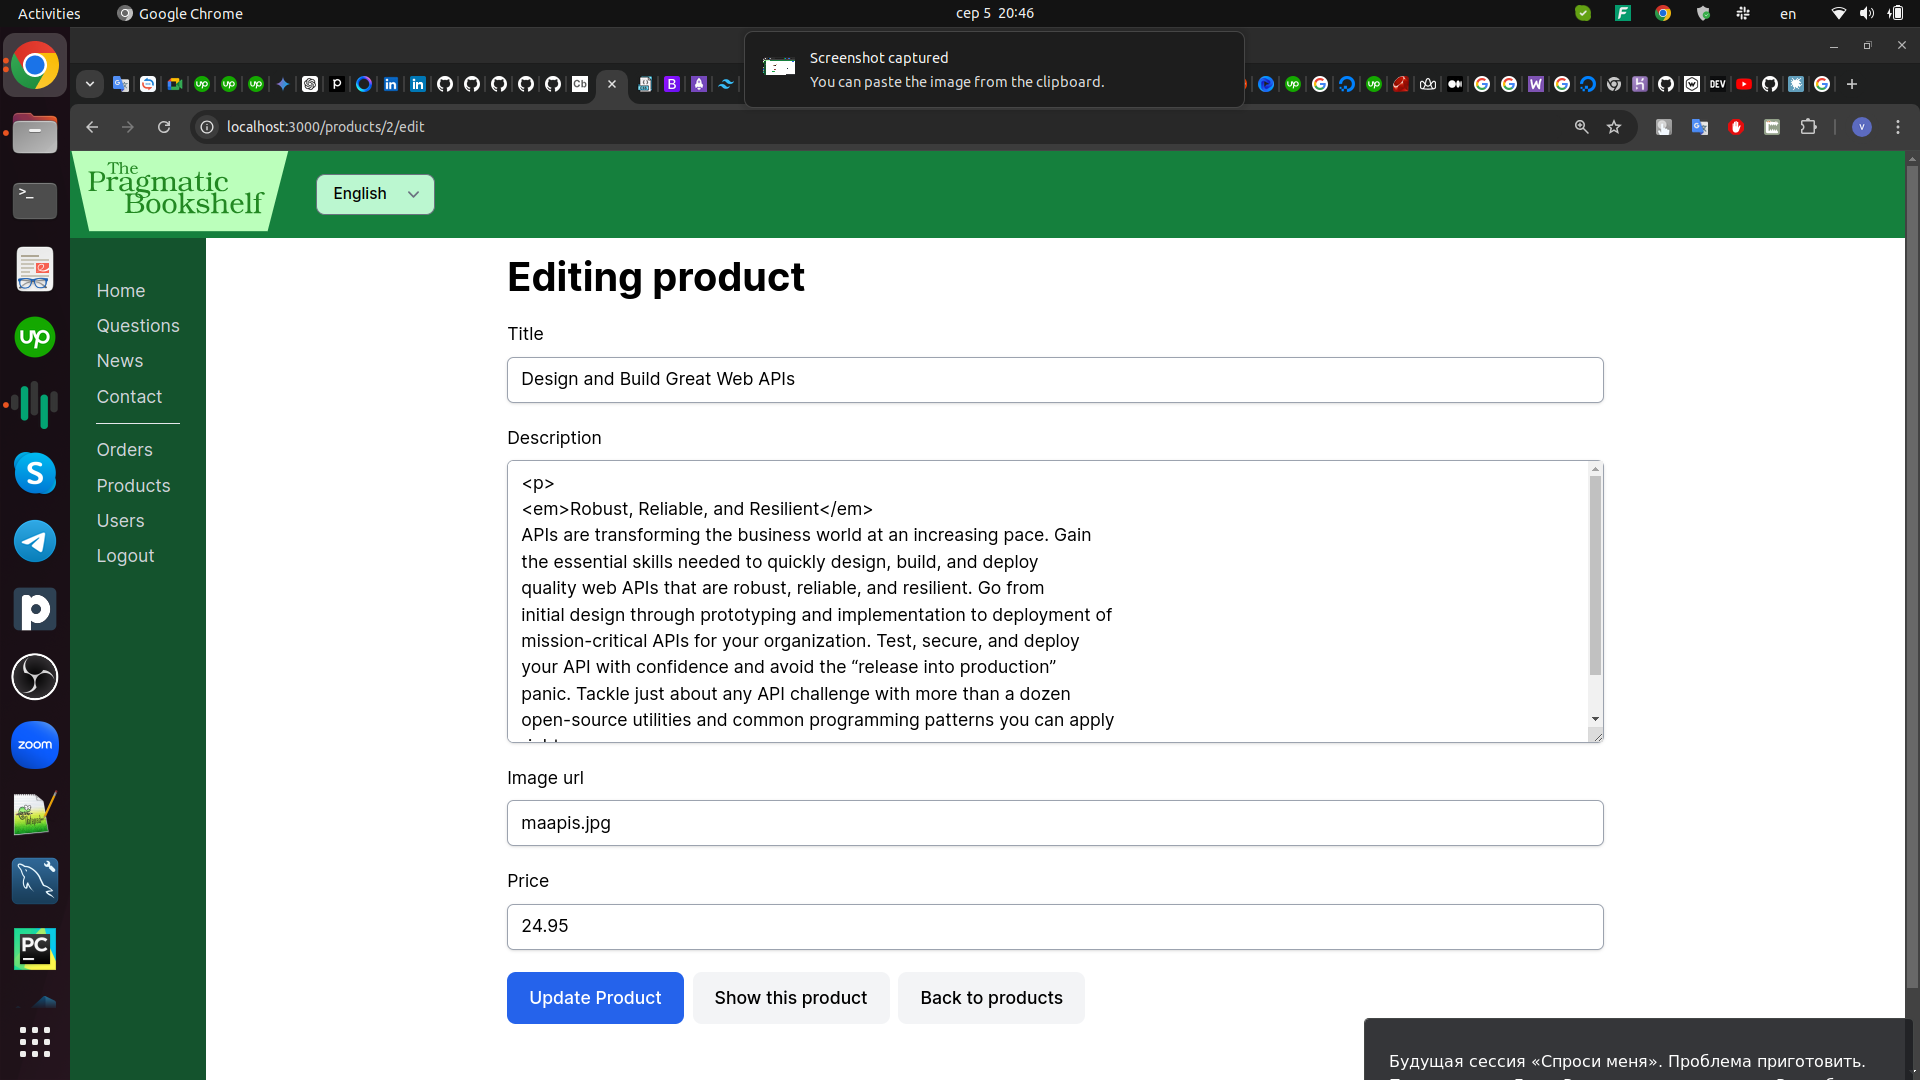 Activities
Google Chrome
сер 5 20:46
en
Screenshot captured
You can paste the image from the clipboard.
localhost:3000/products/2/edit
The
Pragmatic
Bookshelf
English
Home
Questions
News
Contact
Orders
Products
Users
Logout
Editing product
Title
Design and Build Great Web APIs
Description
<p>
<em>Robust, Reliable, and Resilient</em>
APIs are transforming the business world at an increasing pace. Gain
the essential skills needed to quickly design, build, and deploy
quality web APIs that are robust, reliable, and resilient. Go from
initial design through prototyping and implementation to deployment of
mission-critical APIs for your organization. Test, secure, and deploy
your API with confidence and avoid the “release into production”
panic. Tackle just about any API challenge with more than a dozen
open-source utilities and common programming patterns you can apply
Image url
maapis.jpg
Price
24.95
Update Product
Show this product
Back to products
Будущая сессия «Спроси меня». Проблема приготовить.